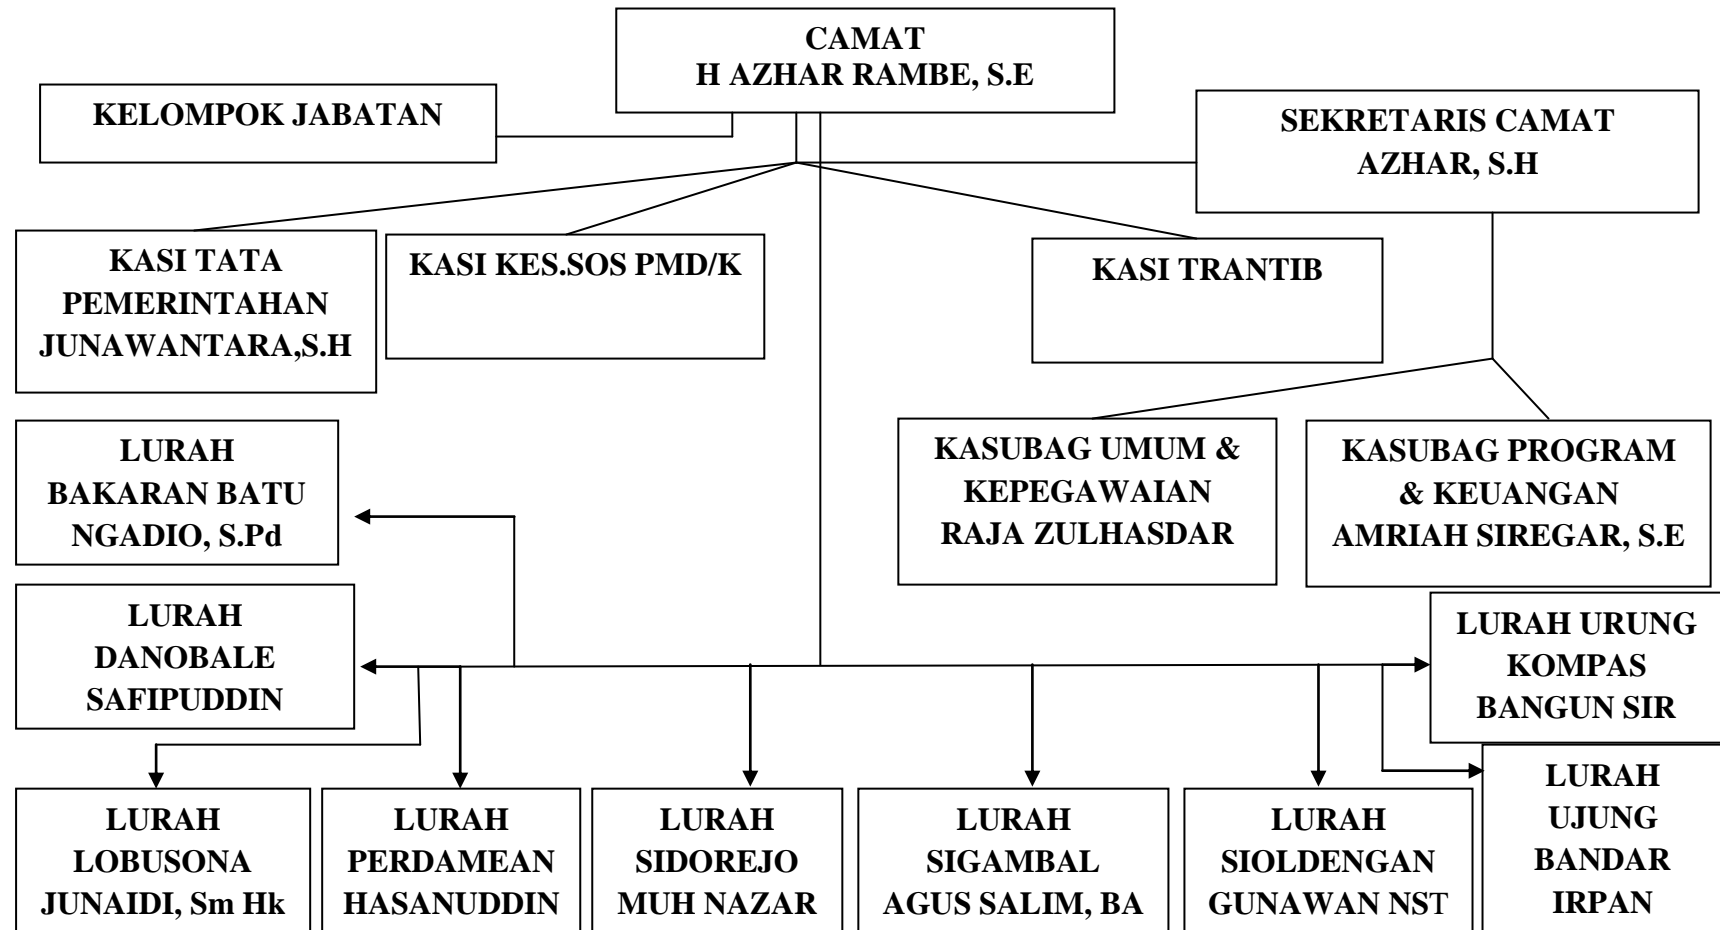 CAMAT
H AZHAR RAMBE, S.E
KELOMPOK JABATAN
SEKRETARIS CAMAT
AZHAR, S.H
KASI TATA
PEMERINTAHAN
JUNAWANTARA,S.H
KASI KES.SOS PMD/K
KASI TRANTIB
LURAH
BAKARAN BATU
NGADIO, S.Pd
KASUBAG UMUM &
KEPEGAWAIAN
RAJA ZULHASDAR
KASUBAG PROGRAM
& KEUANGAN
AMRIAH SIREGAR, S.E
LURAH
DANOBALE
SAFIPUDDIN
LURAH URUNG
KOMPAS
BANGUN SIR
LURAH
LOBUSONA
JUNAIDI, Sm Hk
LURAH
PERDAMEAN
HASANUDDIN
LURAH
SIDOREJO
MUH NAZAR
LURAH
SIGAMBAL
AGUS SALIM, BA
LURAH
SIOLDENGAN
GUNAWAN NST
LURAH
UJUNG
BANDAR
IRPAN